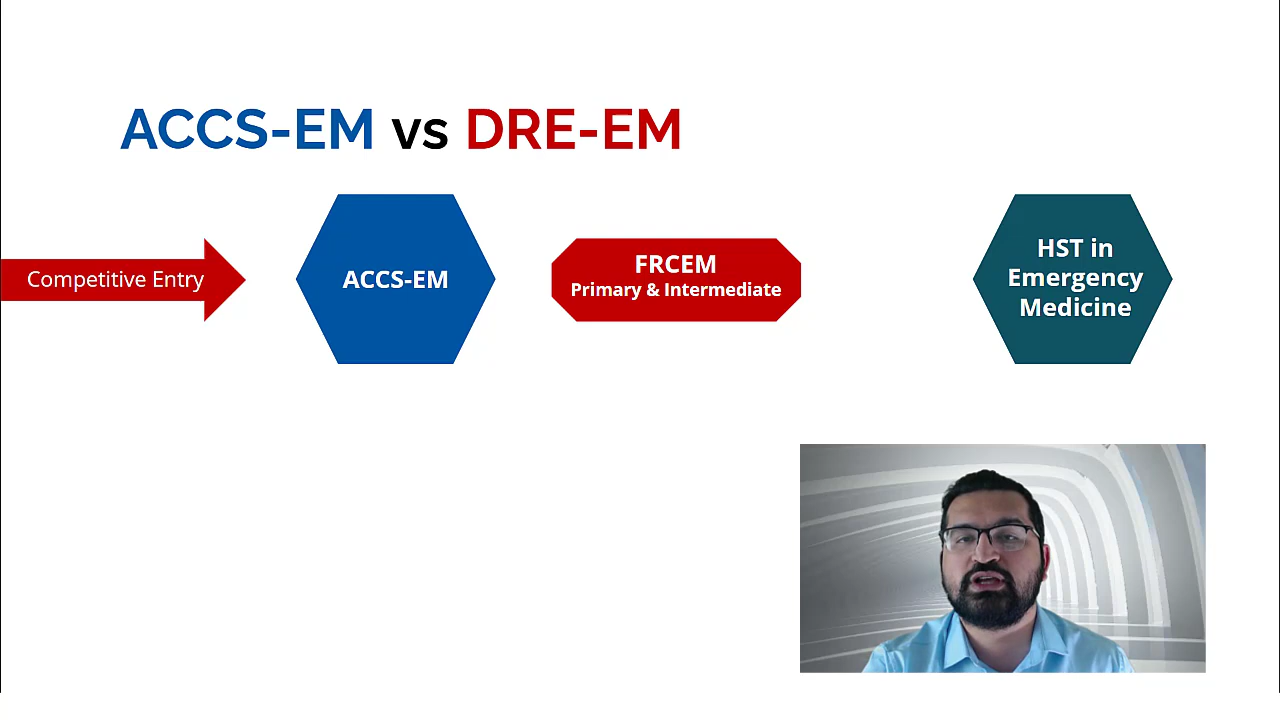 ACCS-EM vs DRE-EM
Competitive Entry
ACCS-EM
FRCEM
Primary & Intermediate
HST in
Emergency
Medicine